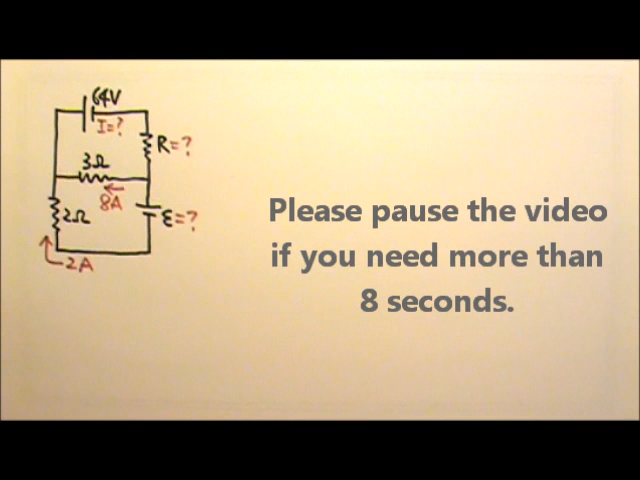 64V
I=?
R=?
3Ω
8A
2Ω
ε=?
2A
Please pause the video
if you need more than
8 seconds.